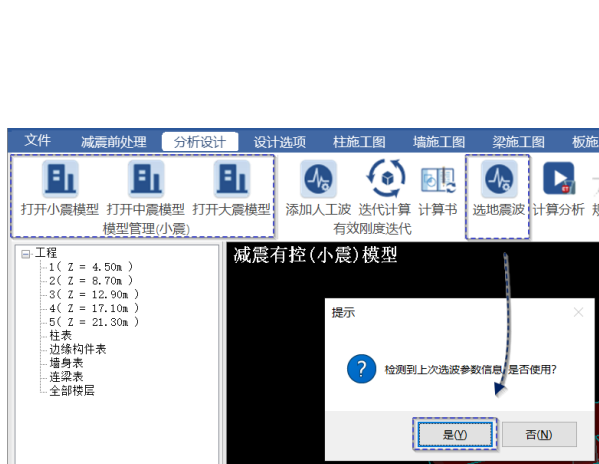 文件 减震前处理 分析设计 设计选项 柱施工图 墙施工图 梁施工图 板施
打开小震模型 打开中震模型 打开大震模型 添加人工波 迭代计算 计算书 选地震波 计算分析
模型管理(小震) 有效刚度迭代
工程
1( Z = 4.50m )
2( Z = 8.70m )
3( Z = 12.90m )
4( Z = 17.10m )
5( Z = 21.30m )
柱表
边缘构件表
墙身表
连梁表
全部楼层
减震有控(小震)模型
提示
检测到上次选波参数信息,是否使用?
是(Y) 否(N)